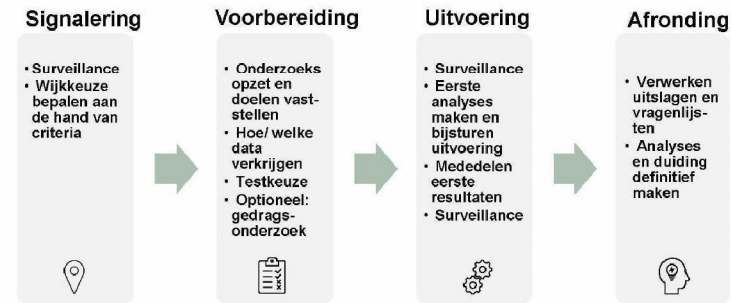 Signalering
• Surveillance
• Wijkkeuze
bepalen aan
de hand van
criteria
Voorbereiding
• Onderzoeks
opzet en
doelen vast-
stellen
• Hoe/ welke
data
verkrijgen
• Testkeuze
• Optioneel:
gedrags-
onderzoek
Uitvoering
• Surveillance
• Eerste
analyses
maken en
bijsturen
uitvoering
• Mededelen
eerste
resultaten
• Surveillance
Afronding
• Verwerken
uitslagen en
vragenlijs-
ten
• Analyses
en duiding
definitief
maken